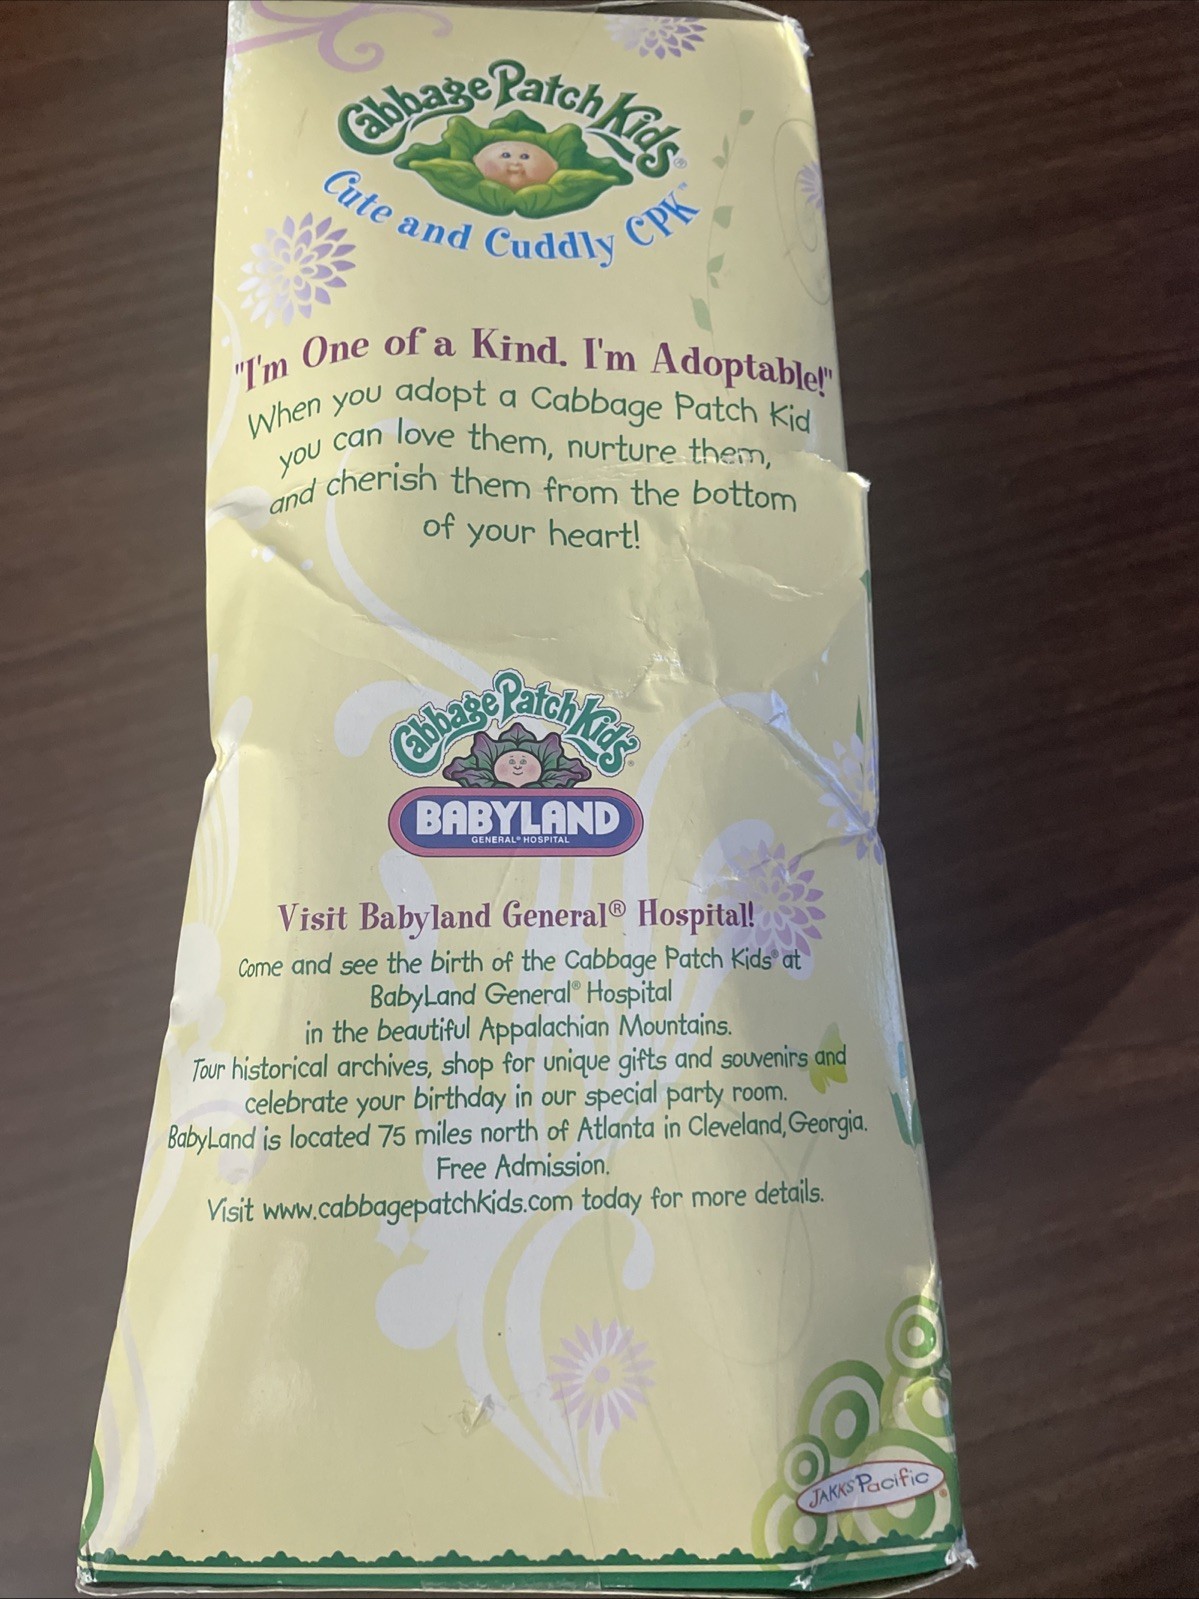 Cabbage Patch Kids®
Cute and Cuddly CPK™
"I'm One of a Kind. I'm Adoptable!"
When you adopt a Cabbage Patch Kid
you can love them, nurture them,
and cherish them from the bottom
of your heart!
Cabbage Patch Kids®
BABYLAND
GENERAL® HOSPITAL
Visit Babyland General® Hospital!
Come and see the birth of the Cabbage Patch Kids® at
BabyLand General® Hospital
in the beautiful Appalachian Mountains.
Tour historical archives, shop for unique gifts and souvenirs and
celebrate your birthday in our special party room.
BabyLand is located 75 miles north of Atlanta in Cleveland, Georgia.
Free Admission.
Visit www.cabbagepatchkids.com today for more details.
JAKKS Pacific®